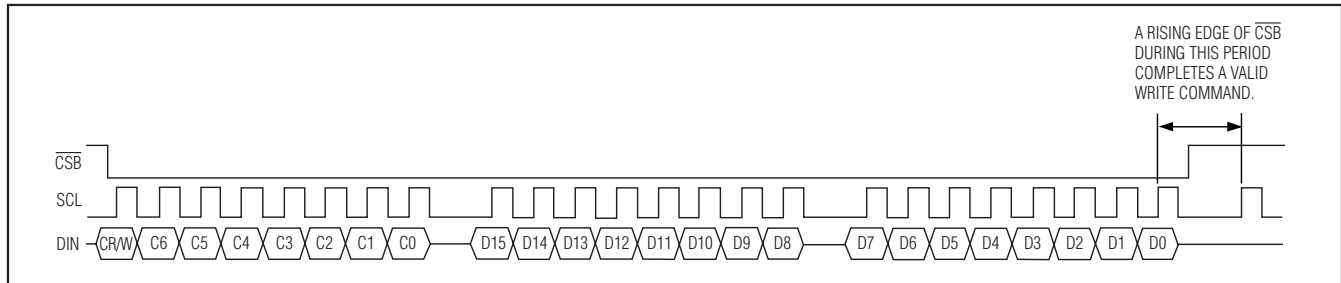 A RISING EDGE OF CSB
DURING THIS PERIOD
COMPLETES A VALID
WRITE COMMAND.
CSB
SCL
DIN CR/W C6 C5 C4 C3 C2 C1 C0 D15 D14 D13 D12 D11 D10 D9 D8 D7 D6 D5 D4 D3 D2 D1 D0